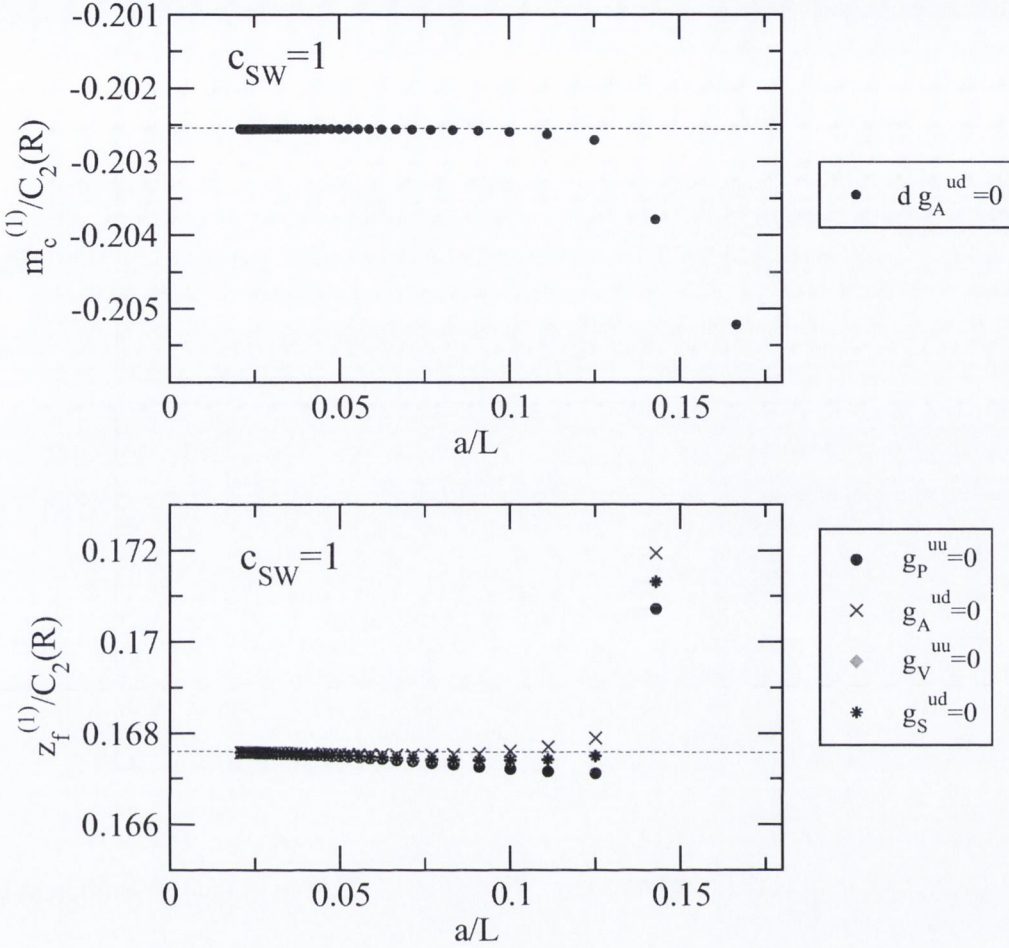 -0.201
c_SW=1
-0.202
-0.203
-0.204
-0.205
m_c^(1)/C_2(R)
0 0.05 0.1 0.15
a/L
d g_A^ud=0
c_SW=1
0.172
0.17
0.168
0.166
z_f^(1)/C_2(R)
0 0.05 0.1 0.15
a/L
g_P^uu=0
g_A^ud=0
g_V^uu=0
g_S^ud=0